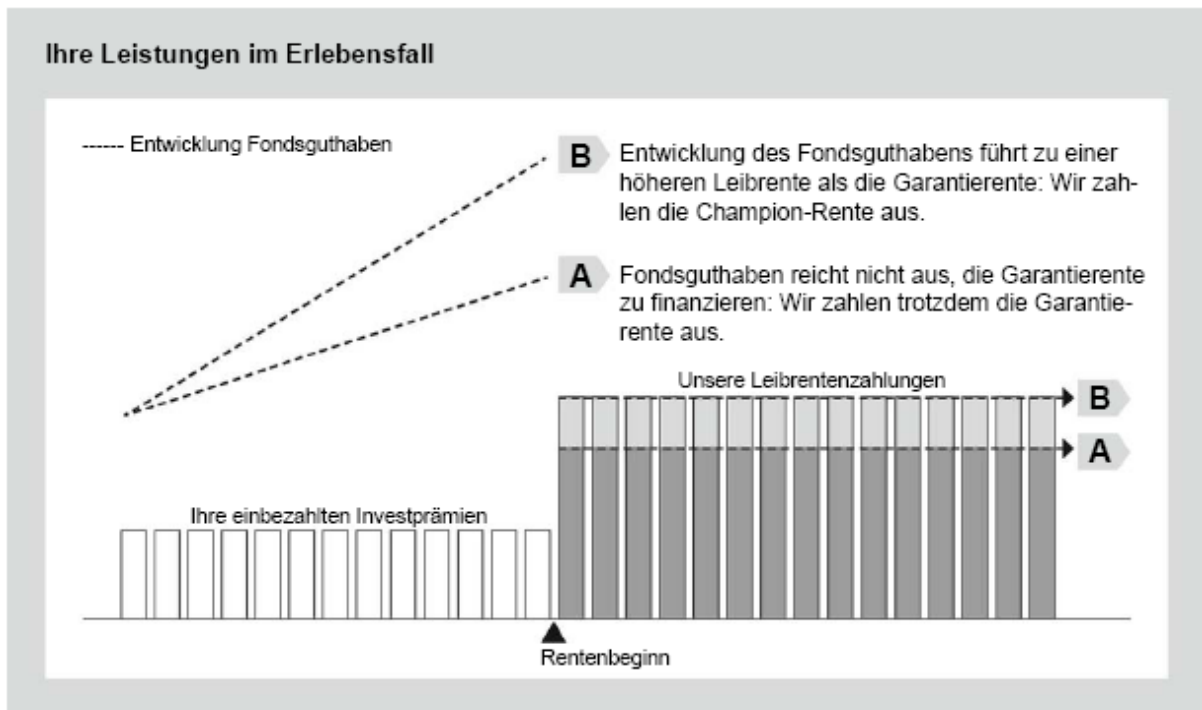 Ihre Leistungen im Erlebensfall
------ Entwicklung Fondsguthaben
B Entwicklung des Fondsguthabens führt zu einer
höheren Leibrente als die Garantierente: Wir zah-
len die Champion-Rente aus.
A Fondsguthaben reicht nicht aus, die Garantierente
zu finanzieren: Wir zahlen trotzdem die Garantie-
rente aus.
Unsere Leibrentenzahlungen
B
A
Ihre einbezahlten Investprämien
Rentenbeginn